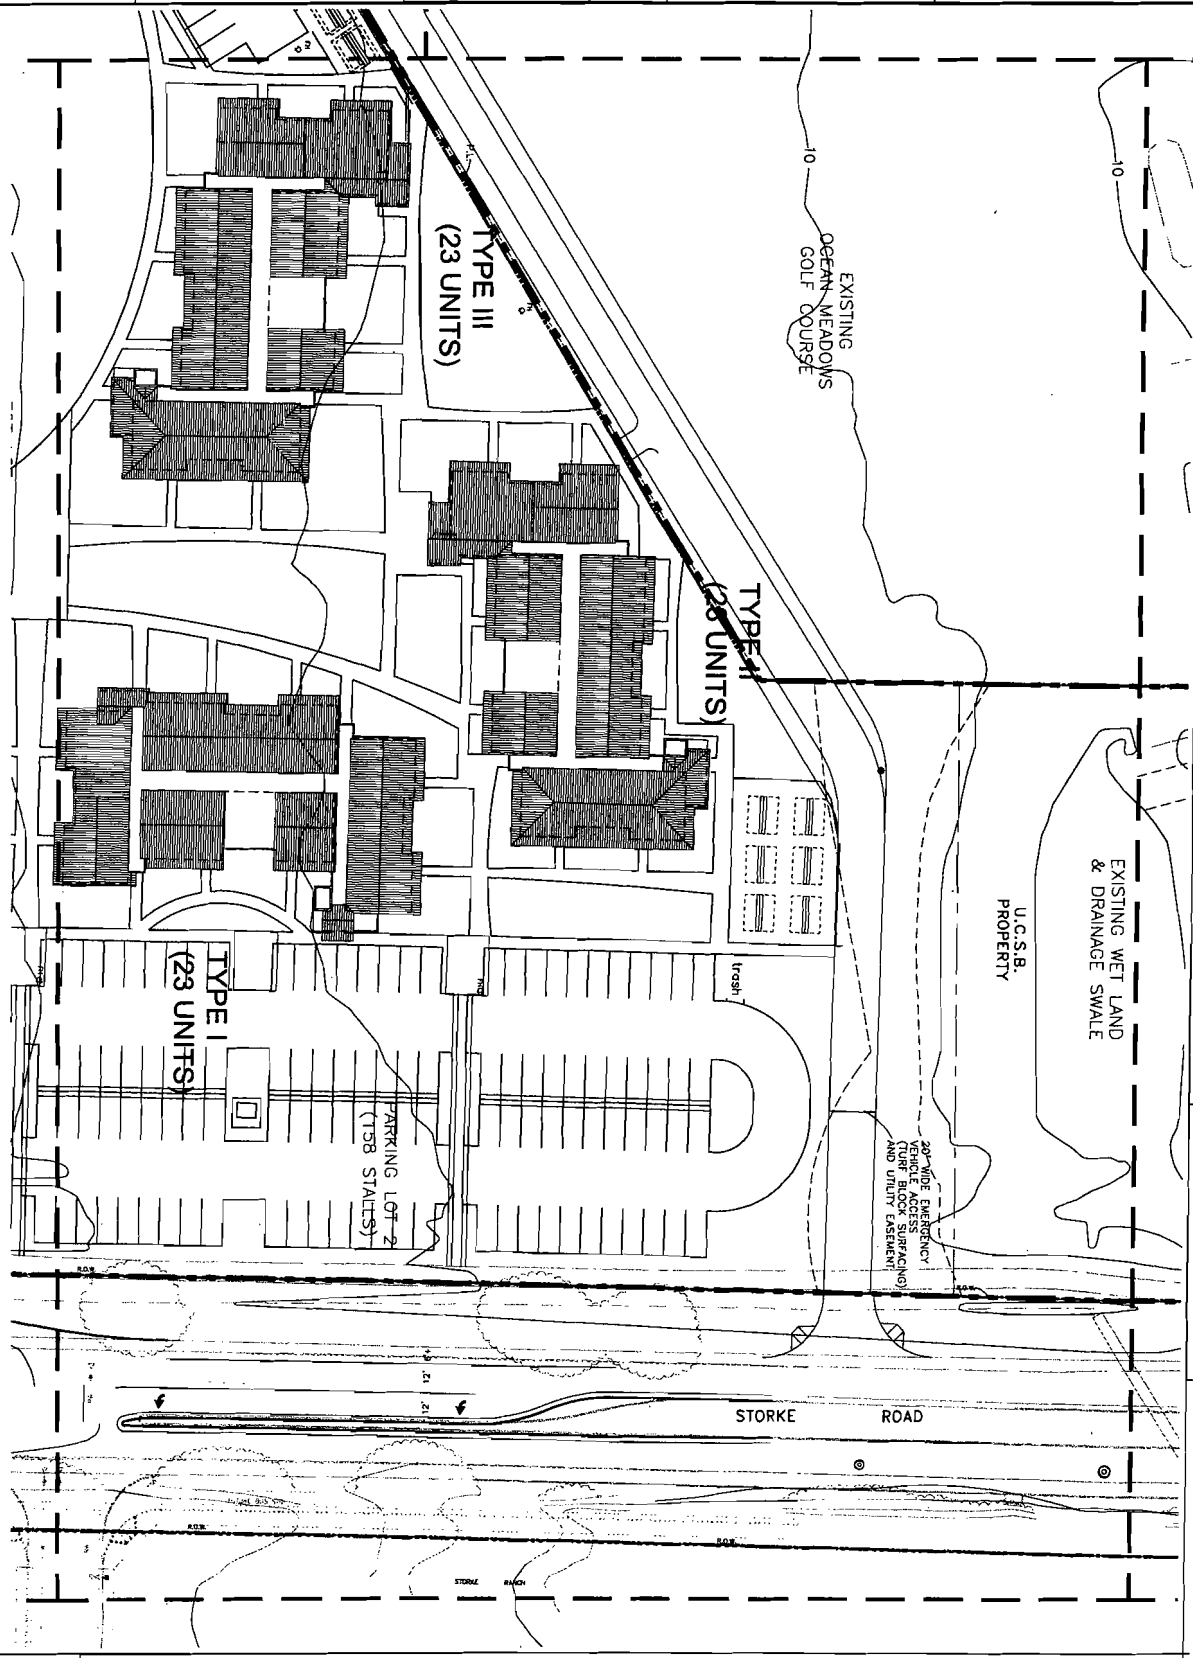 10
10
EXISTING
OCEAN MEADOWS
GOLF COURSE
P.L.
TYPE III
(23 UNITS)
TYPE II
(23 UNITS)
EXISTING WET LAND
& DRAINAGE SWALE
U.C.S.B.
PROPERTY
trash
TYPE I
(23 UNITS)
PARKING LOT 2
(158 STALLS)
20' WIDE EMERGENCY
VEHICLE ACCESS
(TURF BLOCK SURFACING)
AND UTILITY EASEMENT
R.O.W.
R.O.W.
12'
12'
STORKE ROAD
R.O.W.
R.O.W.
STORKE RANCH